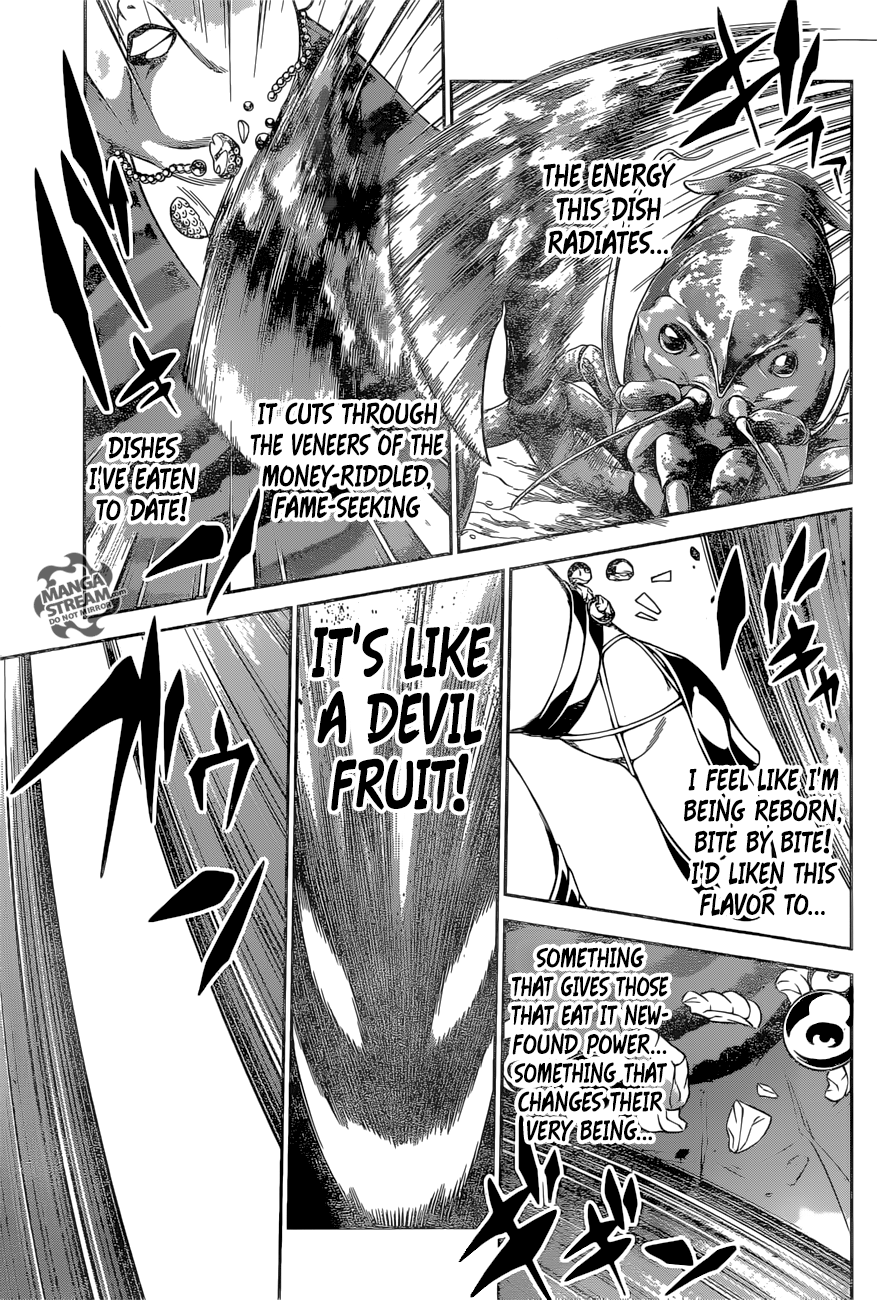 THE ENERGY
THIS DISH
RADIATES...
IT CUTS THROUGH
THE VENEERS OF THE
MONEY-RIDDLED,
FAME-SEEKING
DISHES
I'VE EATEN
TO DATE!
MANGA
STREAM.com
DO NOT MIRROR
I FEEL LIKE I'M
BEING REBORN,
BITE BY BITE!
I'D LIKEN THIS
FLAVOR TO...
SOMETHING
THAT GIVES THOSE
THAT EAT IT NEW-
FOUND POWER...
SOMETHING THAT
CHANGES THEIR
VERY BEING...
IT'S LIKE
A DEVIL
FRUIT!